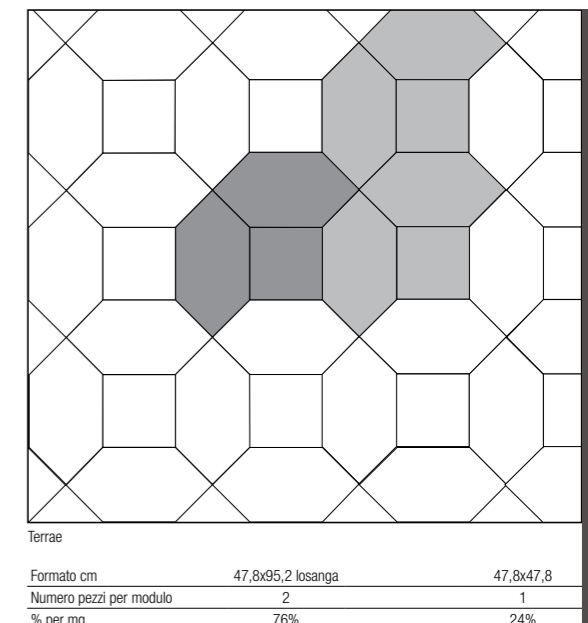 Terrae
Formato cm 47,8x95,2 losanga 47,8x47,8
Numero pezzi per modulo 2 1
% per mq 76% 24%